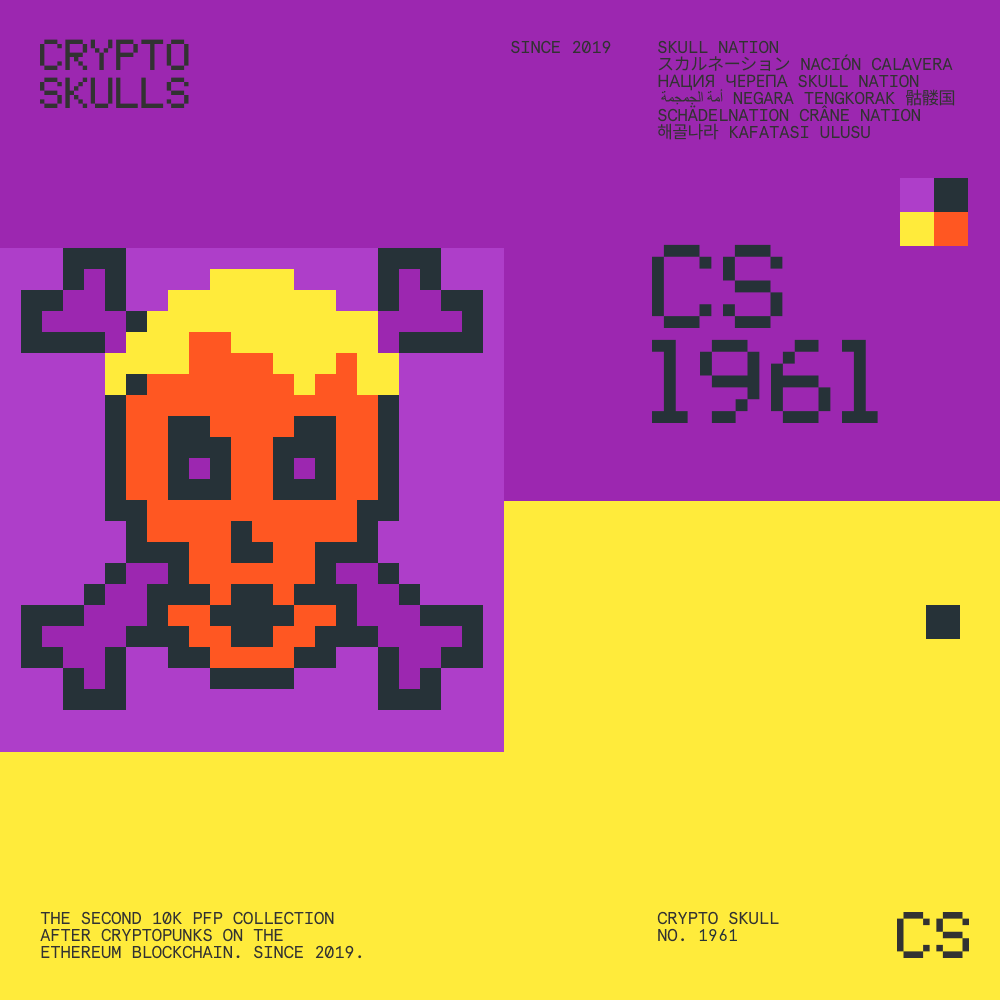 CRYPTO
SKULLS
SINCE 2019
SKULL NATION
スカルネーション NACIÓN CALAVERA
НАЦИЯ ЧЕРЕПА SKULL NATION
أمة الجمجمة NEGARA TENGKORAK 骷髅国
SCHÄDELNATION CRÂNE NATION
해골나라 KAFATASI ULUSU
CS
1961
THE SECOND 10K PFP COLLECTION
AFTER CRYPTOPUNKS ON THE
ETHEREUM BLOCKCHAIN. SINCE 2019.
CRYPTO SKULL
NO. 1961
CS